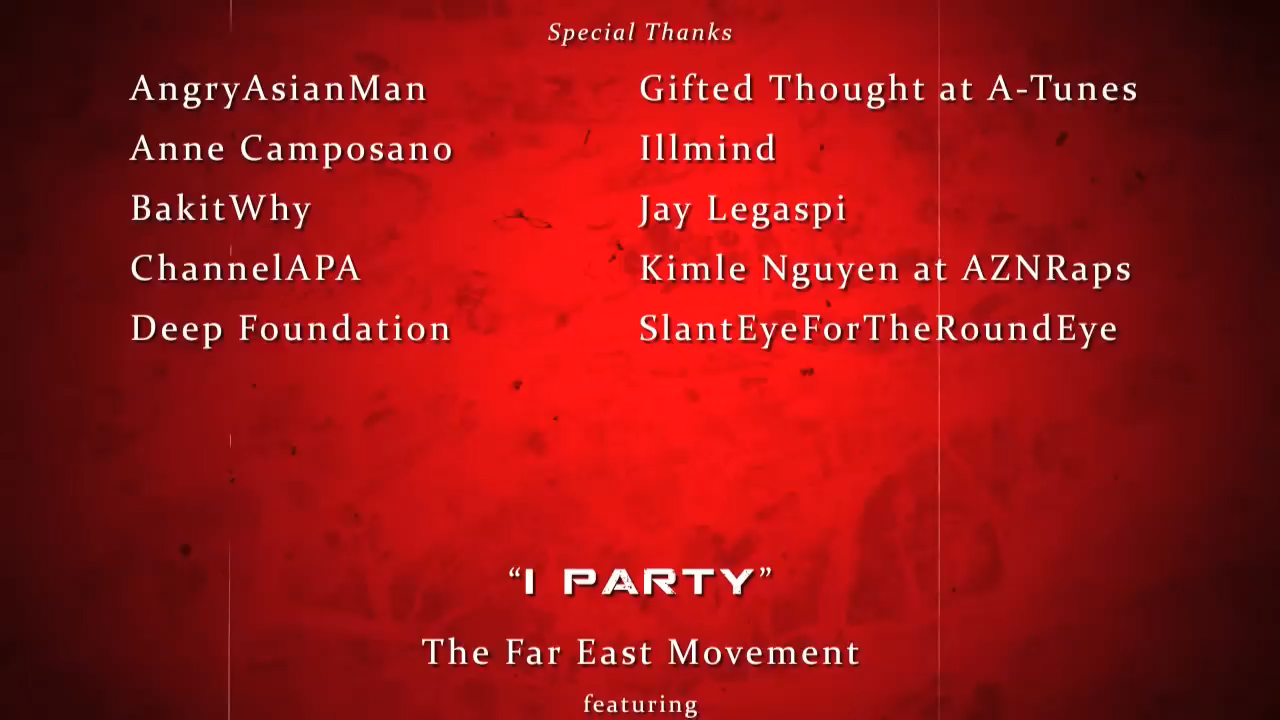 Special Thanks
AngryAsianMan
Anne Camposano
BakitWhy
ChannelAPA
Deep Foundation
Gifted Thought at A-Tunes
Illmind
Jay Legaspi
Kimle Nguyen at AZNRaps
SlantEyeForTheRoundEye
“I PARTY”
The Far East Movement
featuring